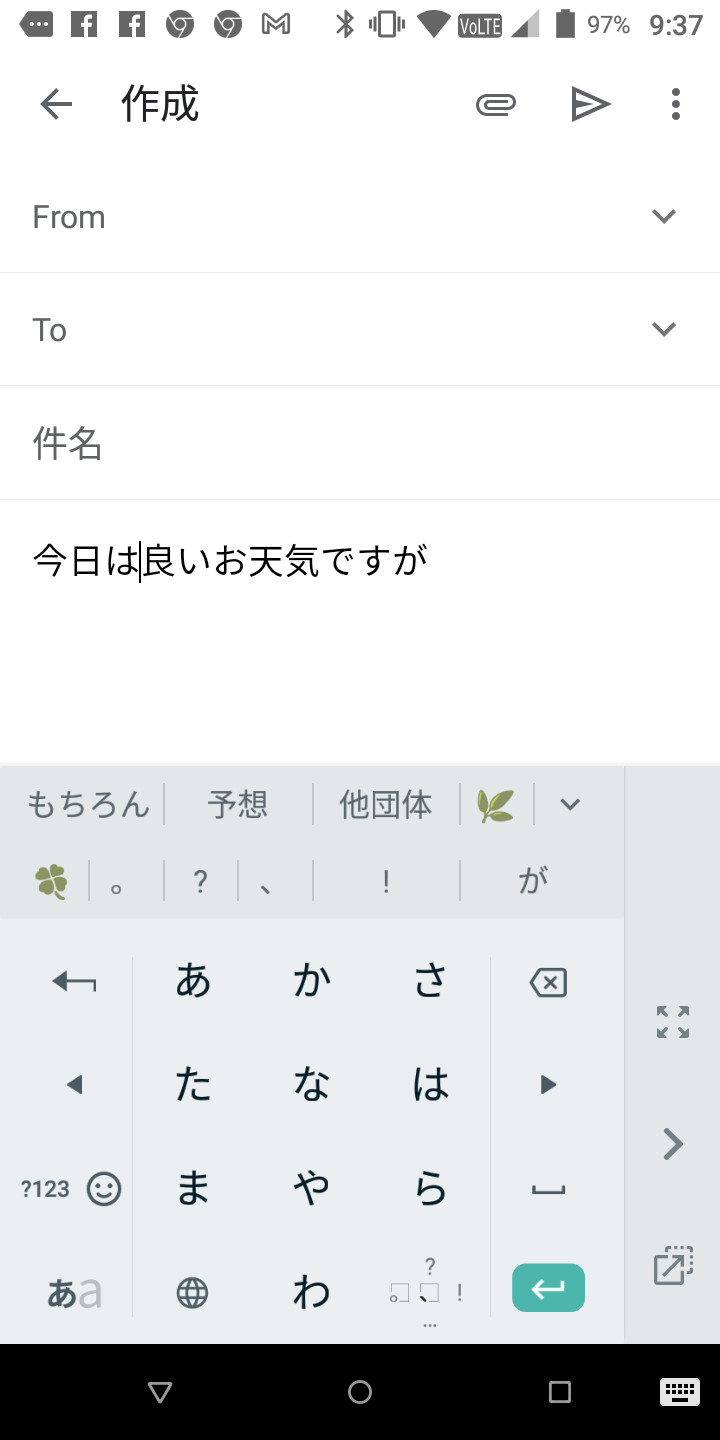 VoLTE 97% 9:37
作成
From
To
件名
今日は良いお天気ですが
もちろん 予想 他団体
。 ? 、 ! が
あ か さ
た な は
?123 ま や ら
あa わ 。?、!…